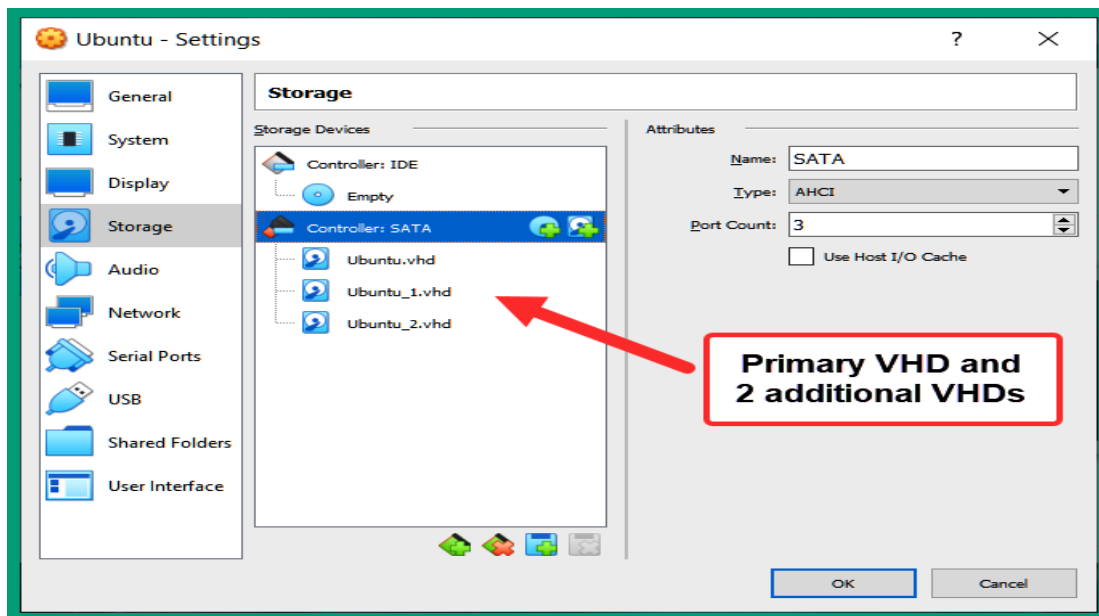 Ubuntu - Settings
?
General
System
Display
Storage
Audio
Network
Serial Ports
USB
Shared Folders
User Interface
Storage
Storage Devices
Controller: IDE
Empty
Controller: SATA
Ubuntu.vhd
Ubuntu_1.vhd
Ubuntu_2.vhd
Attributes
Name: SATA
Type: AHCI
Port Count: 3
Use Host I/O Cache
Primary VHD and
2 additional VHDs
OK
Cancel